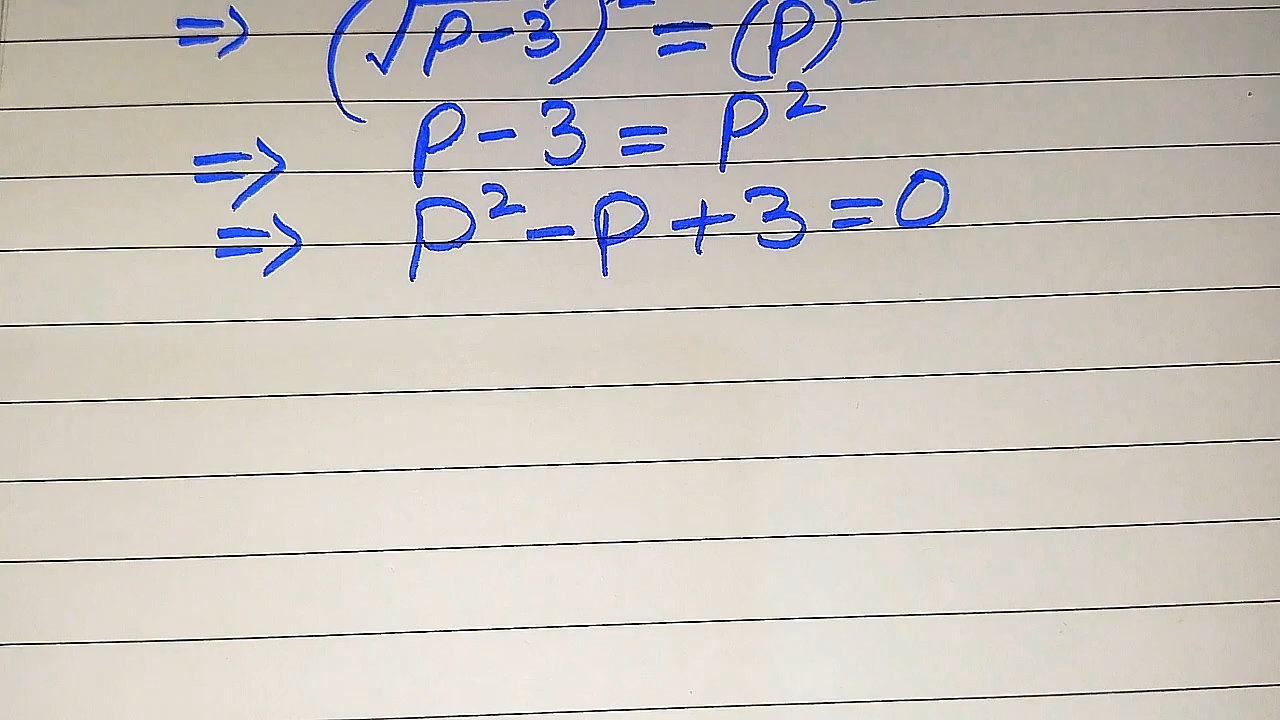 => (√p-3)² = (p)²
=> p-3 = p²
=> p²-p+3=0